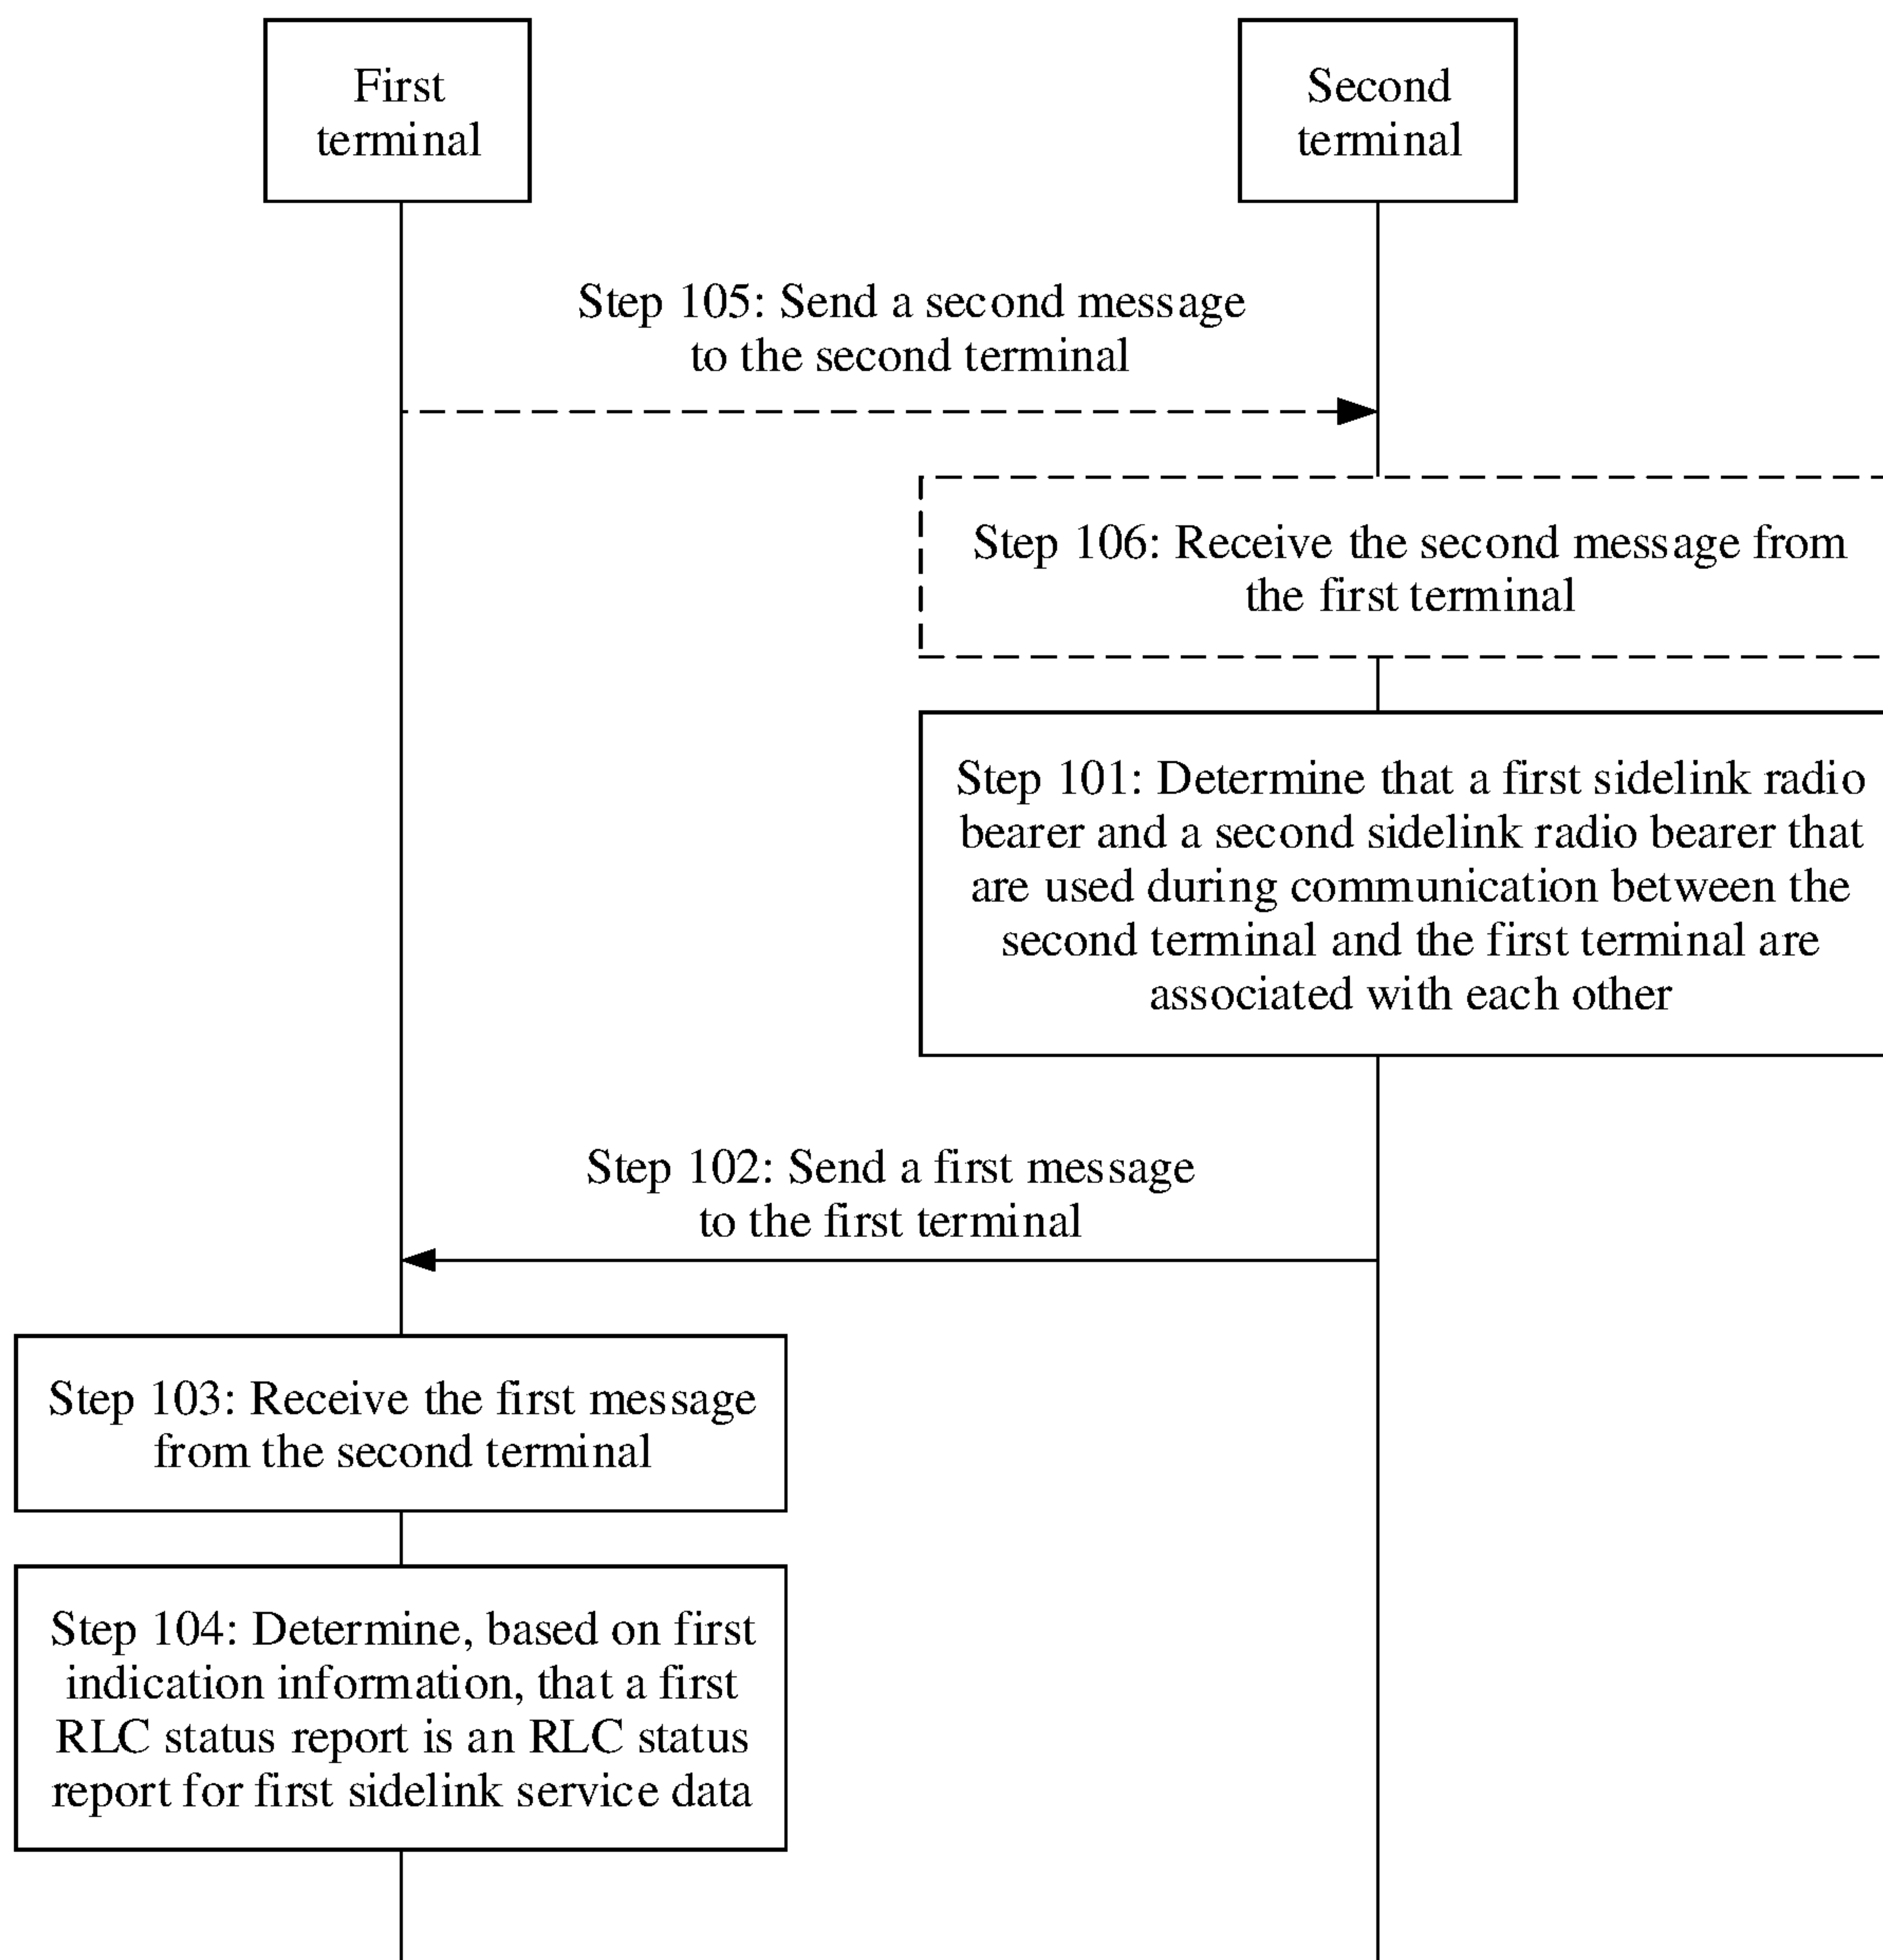 First
terminal
Second
terminal
Step 105: Send a second message
to the second terminal
Step 106: Receive the second message from
the first terminal
Step 101: Determine that a first sidelink radio
bearer and a second sidelink radio bearer that
are used during communication between the
second terminal and the first terminal are
associated with each other
Step 102: Send a first message
to the first terminal
Step 103: Receive the first message
from the second terminal
Step 104: Determine, based on first
indication information, that a first
RLC status report is an RLC status
report for first sidelink service data